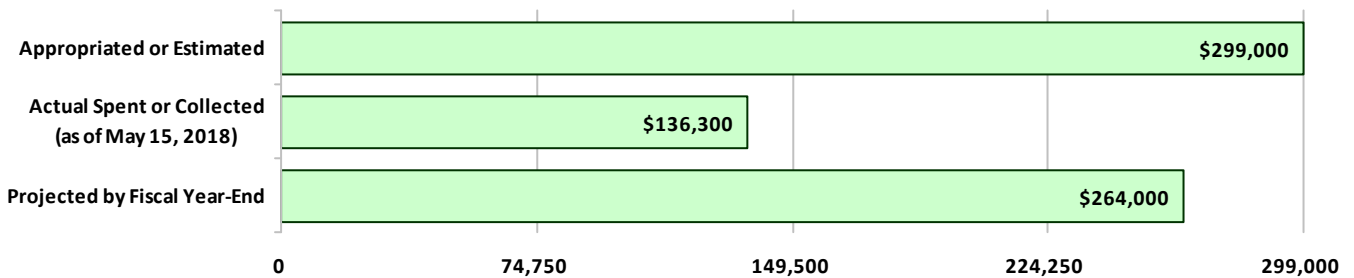 Appropriated or Estimated
$299,000
Actual Spent or Collected
(as of May 15, 2018)
$136,300
Projected by Fiscal Year-End
$264,000
0 74,750 149,500 224,250 299,000